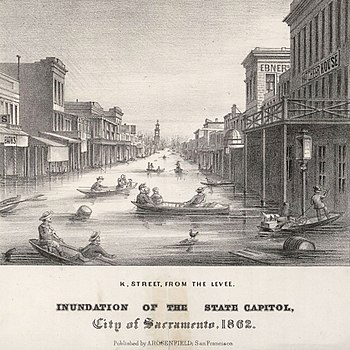 EBNER
HOUSE
K, STREET, FROM THE LEVEE.
INUNDATION OF THE STATE CAPITOL,
City of Sacramento, 1862.
Published by A ROSENFIELD, San Francisco.